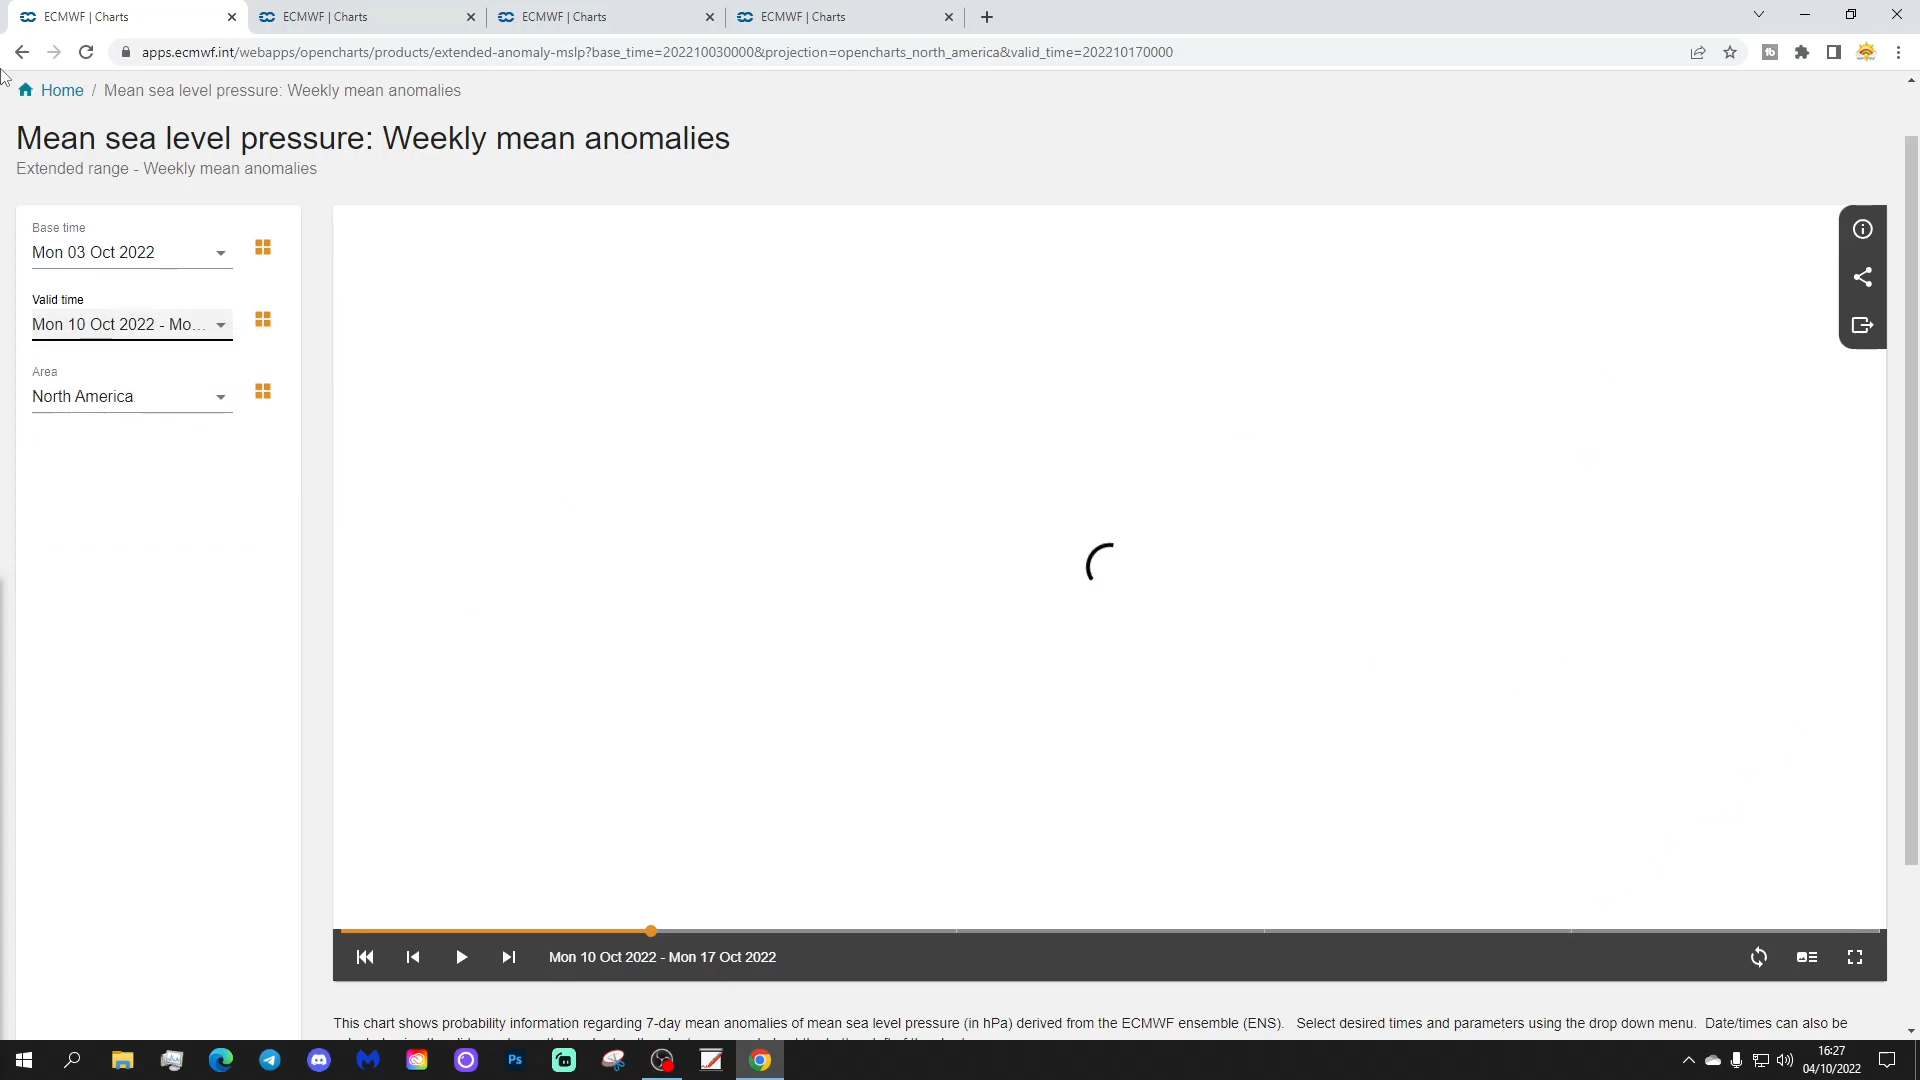 ECMWF | Charts
ECMWF | Charts
ECMWF | Charts
ECMWF | Charts
apps.ecmwf.int/webapps/opencharts/products/extended-anomaly-mslp?base_time=202210030000&projection=opencharts_north_america&valid_time=202210170000
Home / Mean sea level pressure: Weekly mean anomalies
Mean sea level pressure: Weekly mean anomalies
Extended range - Weekly mean anomalies
Base time
Mon 03 Oct 2022
Valid time
Mon 10 Oct 2022 - Mo...
Area
North America
Mon 10 Oct 2022 - Mon 17 Oct 2022
This chart shows probability information regarding 7-day mean anomalies of mean sea level pressure (in hPa) derived from the ECMWF ensemble (ENS). Select desired times and parameters using the drop down menu. Date/times can also be
Ps
16:27
04/10/2022